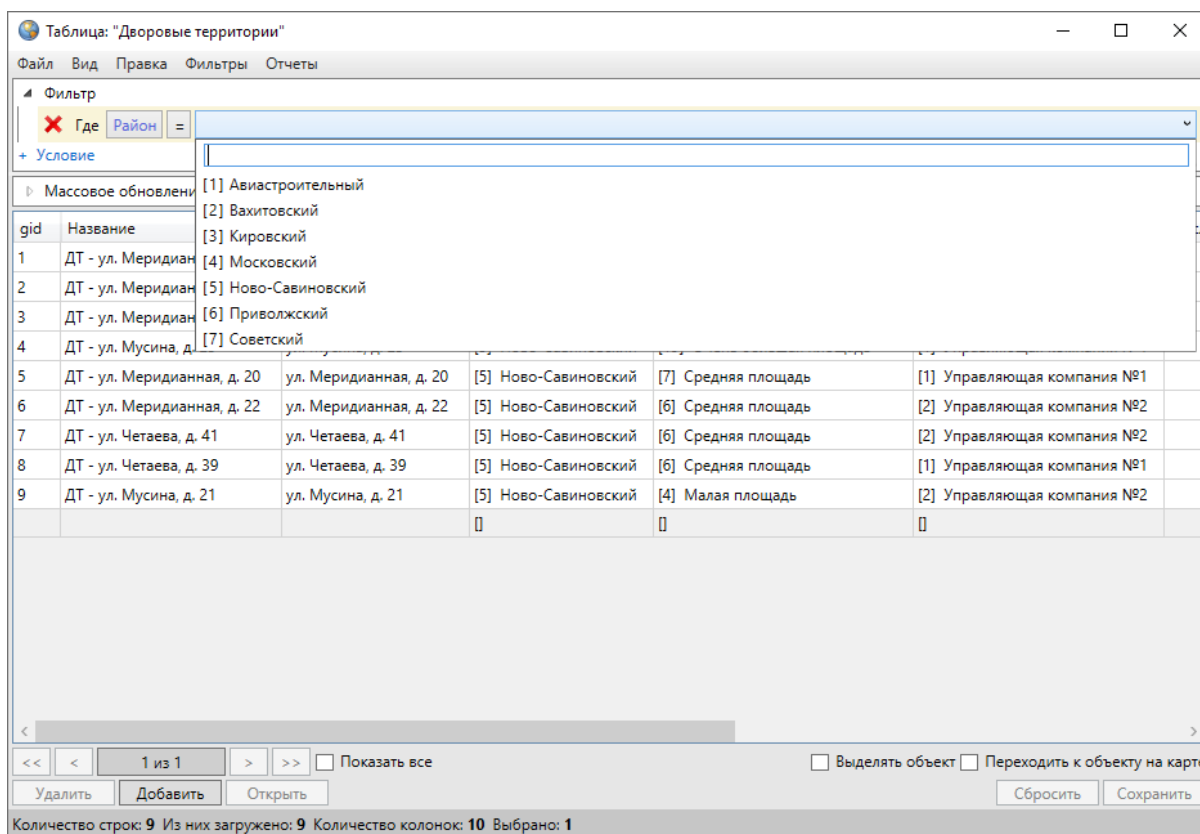 Таблица: "Дворовые территории"
Файл Вид Правка Фильтры Отчеты
Фильтр
Где Район =
+ Условие
[1] Авиастроительный
Массовое обновлени
[2] Вахитовский
gid Название
[3] Кировский
1 ДТ - ул. Меридиан
[4] Московский
2 ДТ - ул. Меридиан
[5] Ново-Савиновский
3 ДТ - ул. Меридиан
[6] Приволжский
[7] Советский
4 ДТ - ул. Мусина, д.
5 ДТ - ул. Меридианная, д. 20 ул. Меридианная, д. 20 [5] Ново-Савиновский [7] Средняя площадь [1] Управляющая компания №1
6 ДТ - ул. Меридианная, д. 22 ул. Меридианная, д. 22 [5] Ново-Савиновский [6] Средняя площадь [2] Управляющая компания №2
7 ДТ - ул. Четаева, д. 41 ул. Четаева, д. 41 [5] Ново-Савиновский [6] Средняя площадь [2] Управляющая компания №2
8 ДТ - ул. Четаева, д. 39 ул. Четаева, д. 39 [5] Ново-Савиновский [6] Средняя площадь [1] Управляющая компания №1
9 ДТ - ул. Мусина, д. 21 ул. Мусина, д. 21 [5] Ново-Савиновский [4] Малая площадь [2] Управляющая компания №2
[] [] []
<< < 1 из 1 > >> Показать все Выделять объект Переходить к объекту на карт
Удалить Добавить Открыть Сбросить Сохранить
Количество строк: 9 Из них загружено: 9 Количество колонок: 10 Выбрано: 1